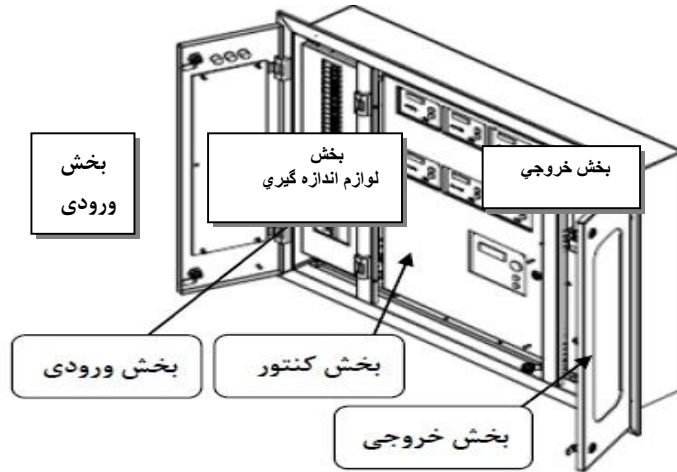 بخش
ورودی
بخش
لوازم اندازه گيري
بخش خروجي
بخش ورودی
بخش کنتور
بخش خروجی